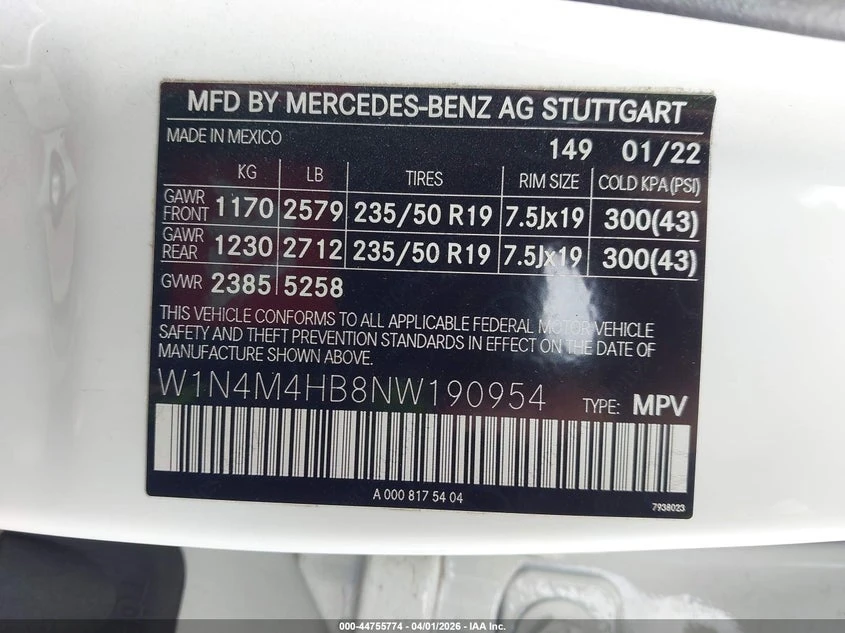 MFD BY MERCEDES-BENZ AG STUTTGART
MADE IN MEXICO 149 01/22
KG LB TIRES RIM SIZE COLD KPA(PSI)
GAWR FRONT 1170 2579 235/50 R19 7.5Jx19 300(43)
GAWR REAR 1230 2712 235/50 R19 7.5Jx19 300(43)
GVWR 2385 5258
THIS VEHICLE CONFORMS TO ALL APPLICABLE FEDERAL MOTOR VEHICLE
SAFETY AND THEFT PREVENTION STANDARDS IN EFFECT ON THE DATE OF
MANUFACTURE SHOWN ABOVE.
W1N4M4HB8NW190954 TYPE: MPV
A 000 817 54 04
7938023
000-44755774 - 04/01/2026 - IAA Inc.